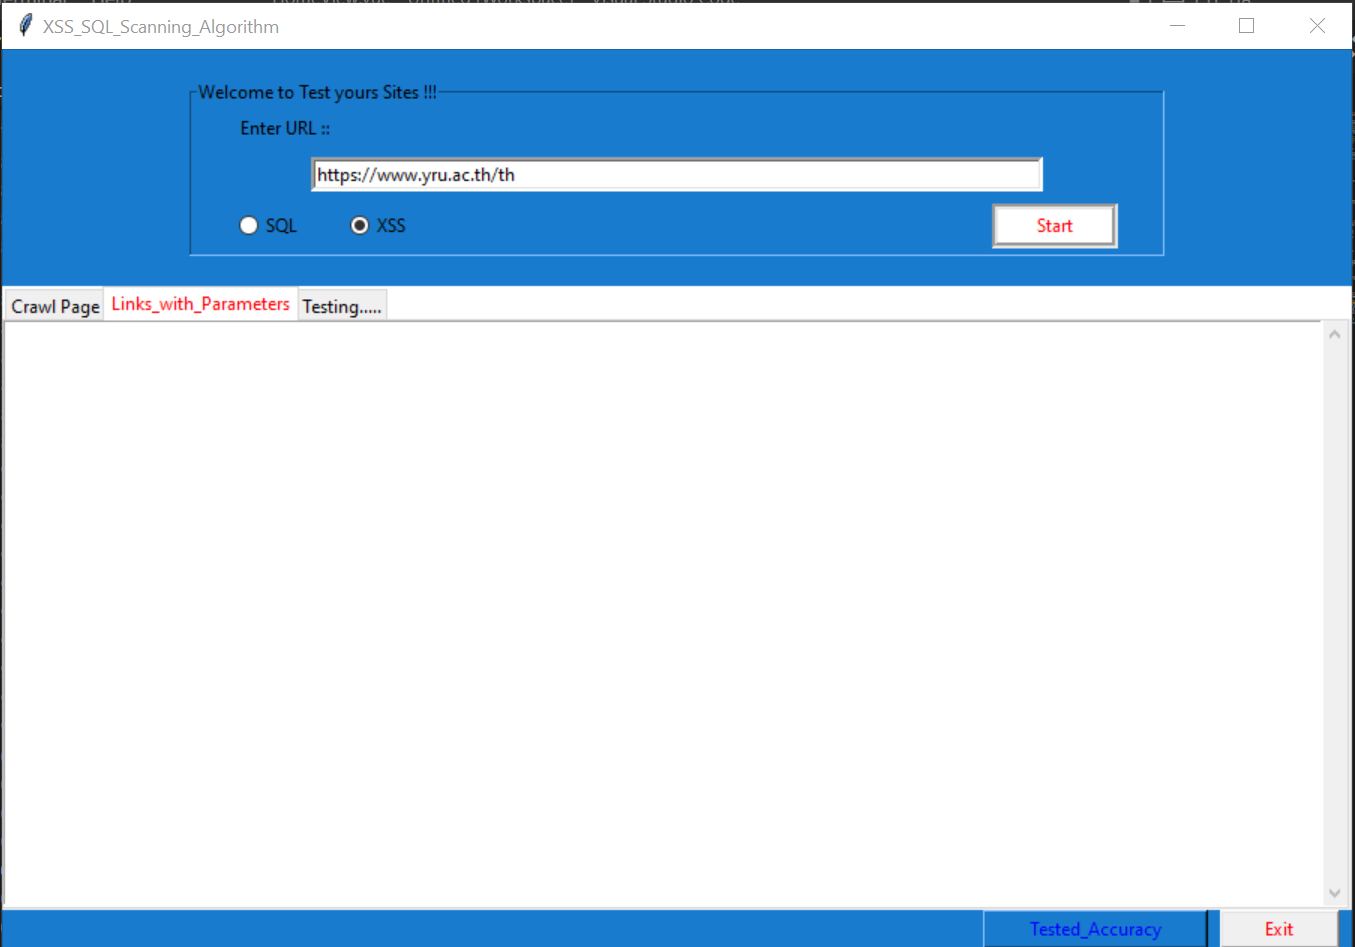 XSS_SQL_Scanning_Algorithm
Welcome to Test yours Sites !!!
Enter URL ::
https://www.yru.ac.th/th
SQL XSS Start
Crawl Page Links_with_Parameters Testing.....
Tested_Accuracy Exit